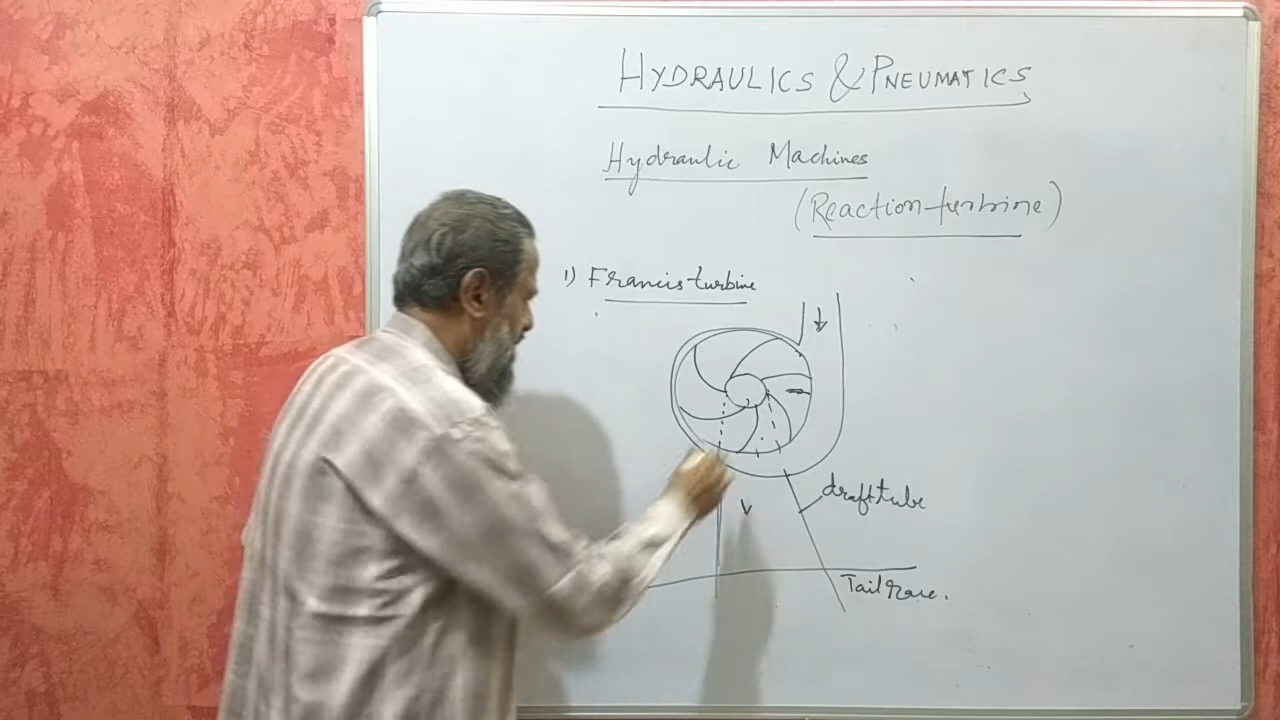 HYDRAULICS & PNEUMATICS
Hydraulic Machines
(Reaction turbine)
1) Francis turbine
draft tube
Tail race.